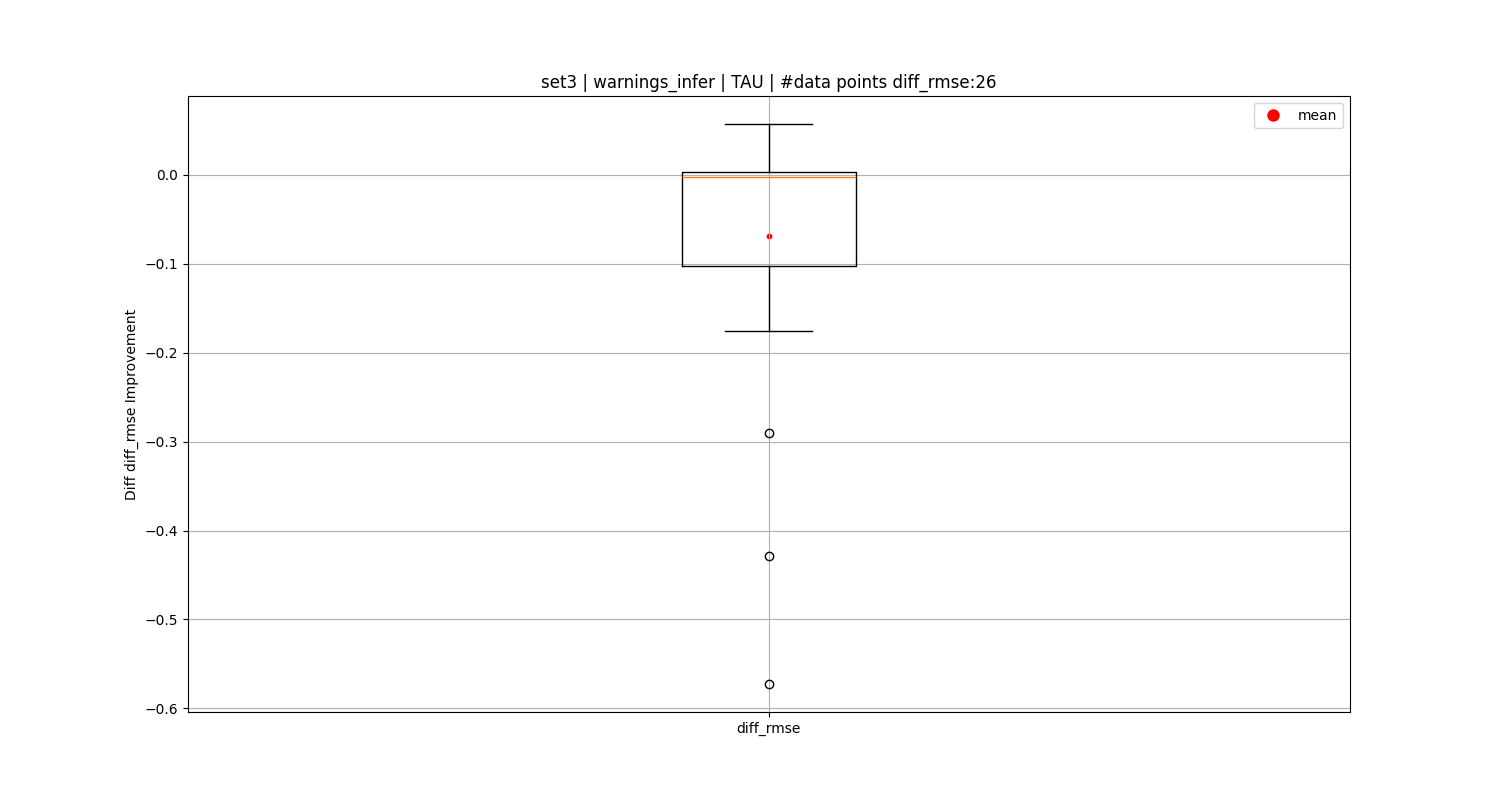 set3 | warnings_infer | TAU | #data points diff_rmse:26
mean
Diff diff_rmse Improvement
0.0
−0.1
−0.2
−0.3
−0.4
−0.5
−0.6
diff_rmse